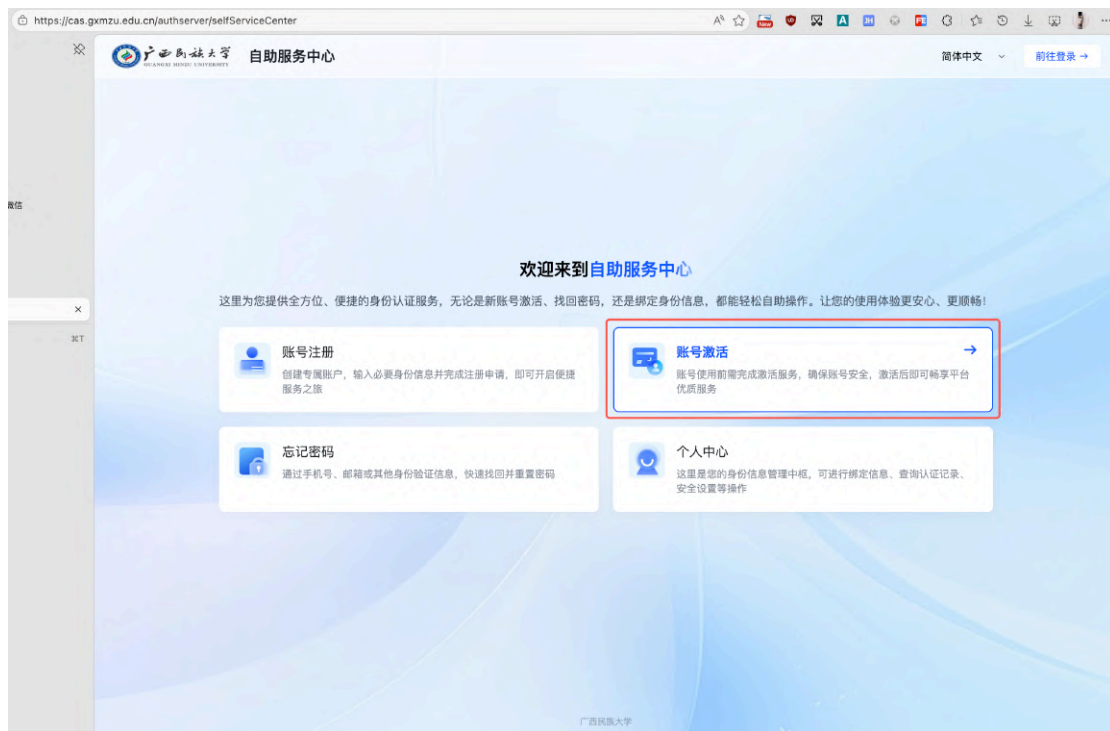 https://cas.gxmzu.edu.cn/authserver/selfServiceCenter
广西民族大学
GUANGXI MINZU UNIVERSITY
自助服务中心
简体中文
前往登录 →
微信
⌘T
欢迎来到自助服务中心
这里为您提供全方位、便捷的身份认证服务，无论是新账号激活、找回密码，还是绑定身份信息，都能轻松自助操作。让您的使用体验更安心、更顺畅！
账号注册
创建专属账户，输入必要身份信息并完成注册申请，即可开启便捷
服务之旅
账号激活
账号使用前需完成激活服务，确保账号安全，激活后即可畅享平台
优质服务
忘记密码
通过手机号、邮箱或其他身份验证信息，快速找回并重置密码
个人中心
这里是您的身份信息管理中枢，可进行绑定信息、查询认证记录、
安全设置等操作
广西民族大学